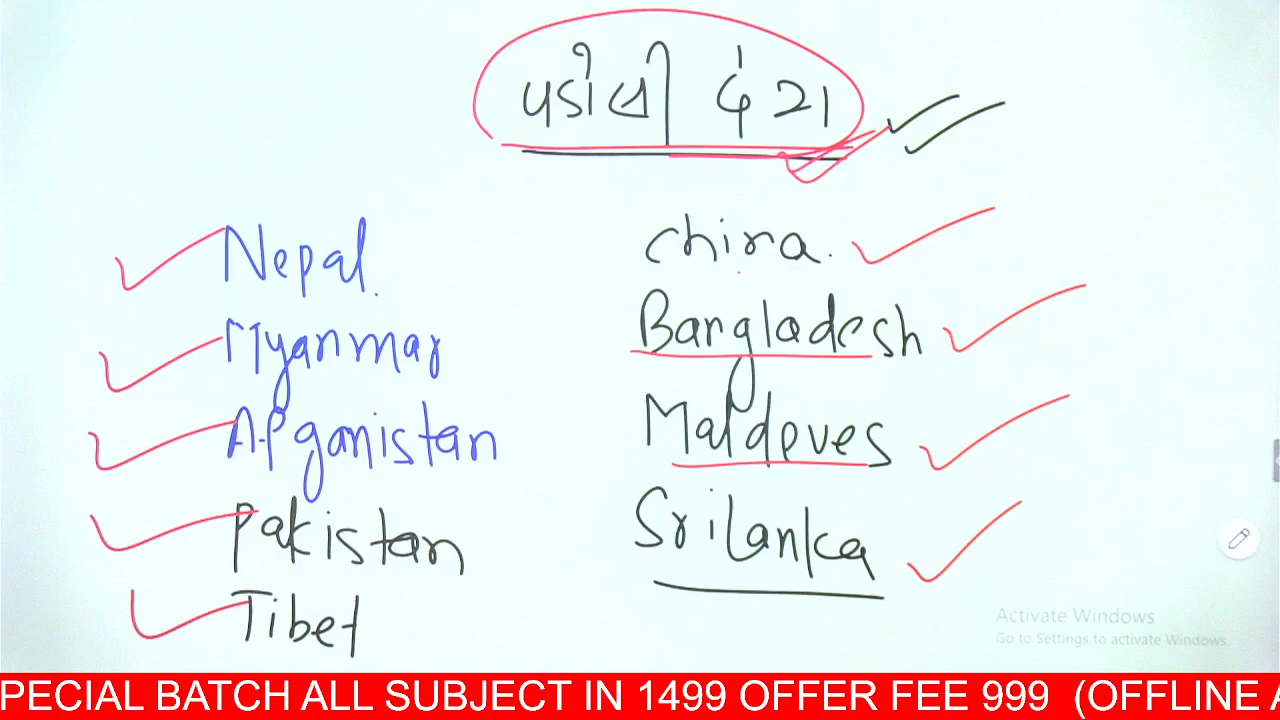 પડોશી દેશ
Nepal.
Myanmar
Afganistan
Pakistan
Tibet
China.
Bangladesh
Maldeves
Srilanka
Activate Windows
Go to Settings to activate Windows.
PECIAL BATCH ALL SUBJECT IN 1499 OFFER FEE 999 (OFFLINE A